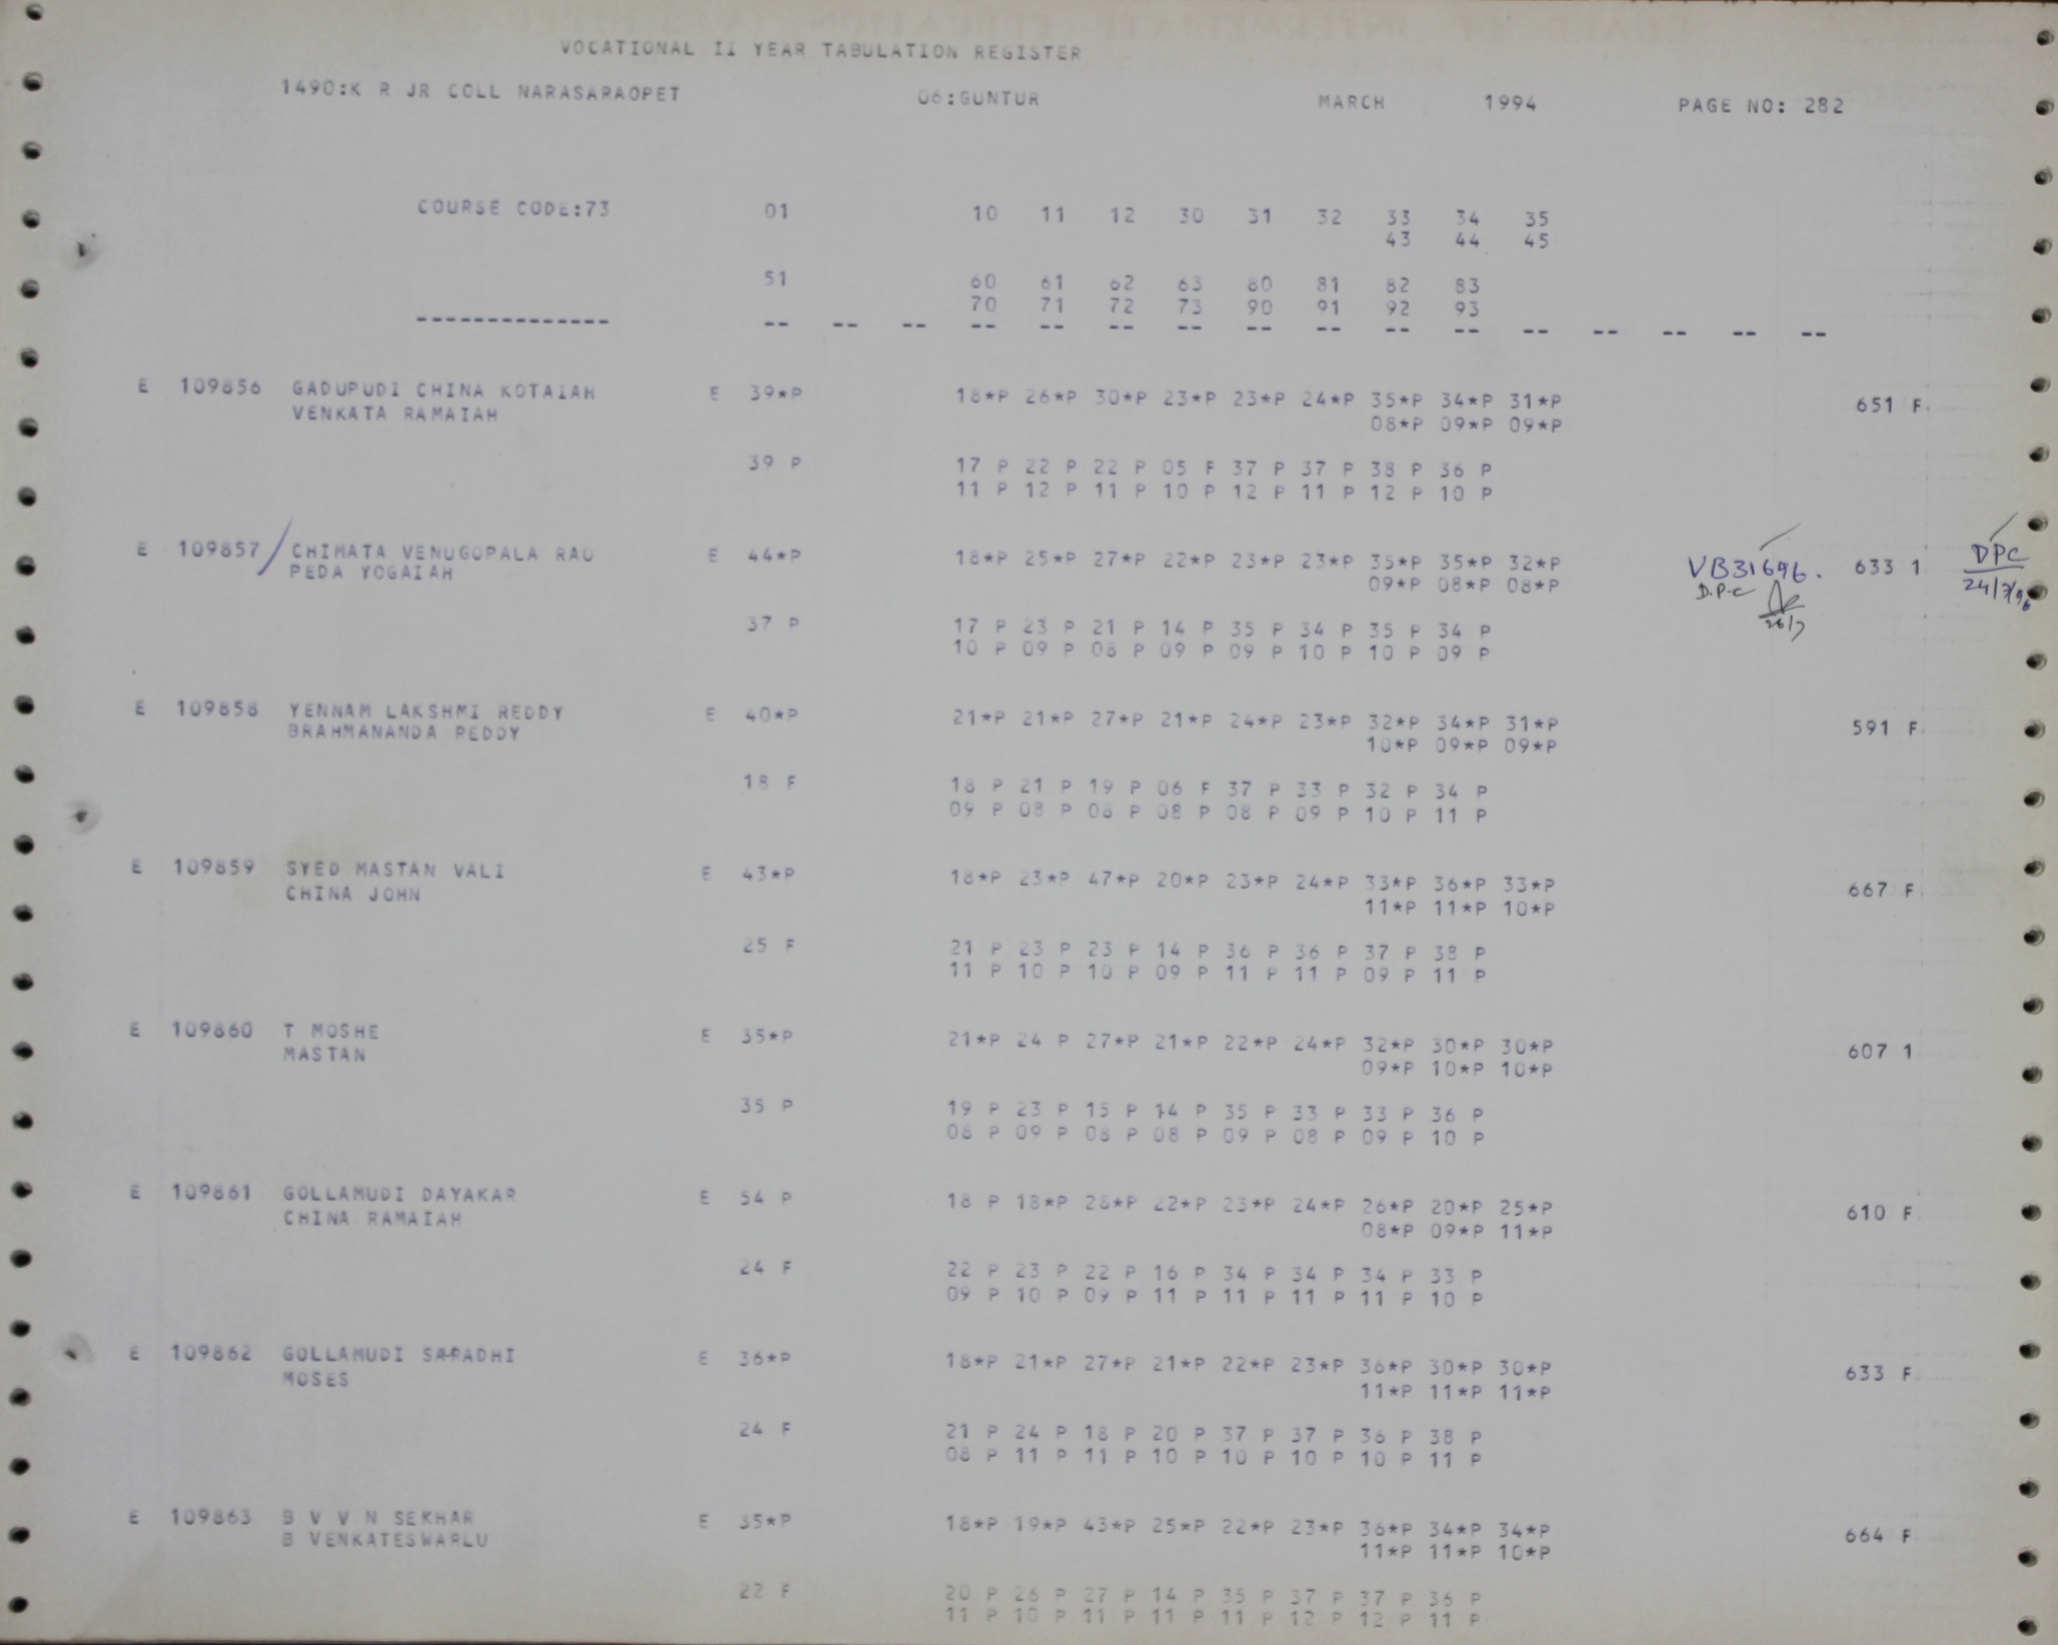 VOCATIONAL II YEAR TABULATION REGISTER
1490:K R JR COLL NARASARAOPET 06:GUNTUR MARCH 1994 PAGE NO: 282
COURSE CODE:73 01 10 11 12 30 31 32 33 34 35
43 44 45
51 60 61 62 63 80 81 82 83
70 71 72 73 90 91 92 93
-------------- -- -- -- -- -- -- -- -- -- -- -- -- -- -- -- --
E 109856 GADUPUDI CHINA KOTAIAH E 39*P 18*P 26*P 30*P 23*P 23*P 24*P 35*P 34*P 31*P 651 F
VENKATA RAMAIAH 08*P 09*P 09*P
39 P 17 P 22 P 22 P 05 F 37 P 37 P 38 P 36 P
11 P 12 P 11 P 10 P 12 P 11 P 12 P 10 P
E 109857 CHIMATA VENUGOPALA RAO E 44*P 18*P 25*P 27*P 22*P 23*P 23*P 35*P 35*P 32*P VB31696. 633 1 DPC
PEDA YOGAIAH 09*P 08*P 08*P D.P.C 24/7/96
26/7
37 P 17 P 23 P 21 P 14 P 35 P 34 P 35 P 34 P
10 P 09 P 08 P 09 P 09 P 10 P 10 P 09 P
E 109858 YENNAM LAKSHMI REDDY E 40*P 21*P 21*P 27*P 21*P 24*P 23*P 32*P 34*P 31*P 591 F
BRAHMANANDA REDDY 10*P 09*P 09*P
18 F 18 P 21 P 19 P 06 F 37 P 33 P 32 P 34 P
09 P 08 P 08 P 08 P 08 P 09 P 10 P 11 P
E 109859 SYED MASTAN VALI E 43*P 18*P 23*P 47*P 20*P 23*P 24*P 33*P 36*P 33*P 667 F
CHINA JOHN 11*P 11*P 10*P
25 F 21 P 23 P 23 P 14 P 36 P 36 P 37 P 38 P
11 P 10 P 10 P 09 P 11 P 11 P 09 P 11 P
E 109860 T MOSHE E 35*P 21*P 24 P 27*P 21*P 22*P 24*P 32*P 30*P 30*P 607 1
MASTAN 09*P 10*P 10*P
35 P 19 P 23 P 15 P 14 P 35 P 33 P 33 P 36 P
08 P 09 P 08 P 08 P 09 P 08 P 09 P 10 P
E 109861 GOLLAMUDI DAYAKAR E 54 P 18 P 18*P 28*P 22*P 23*P 24*P 26*P 20*P 25*P 610 F
CHINA RAMAIAH 08*P 09*P 11*P
24 F 22 P 23 P 22 P 16 P 34 P 34 P 34 P 33 P
09 P 10 P 09 P 11 P 11 P 11 P 11 P 10 P
E 109862 GOLLAMUDI SARADHI E 36*P 18*P 21*P 27*P 21*P 22*P 23*P 36*P 30*P 30*P 633 F
MOSES 11*P 11*P 11*P
24 F 21 P 24 P 18 P 20 P 37 P 37 P 36 P 38 P
08 P 11 P 11 P 10 P 10 P 10 P 10 P 11 P
E 109863 B V V N SEKHAR E 35*P 18*P 19*P 43*P 25*P 22*P 23*P 36*P 34*P 34*P 664 F
B VENKATESWARLU 11*P 11*P 10*P
22 F 20 P 26 P 27 P 14 P 35 P 37 P 37 P 36 P
11 P 10 P 11 P 11 P 11 P 12 P 12 P 11 P